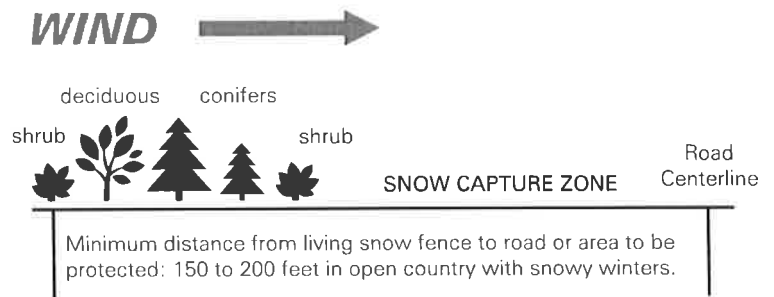 WIND
deciduous conifers
shrub shrub
Road
Centerline
SNOW CAPTURE ZONE
Minimum distance from living snow fence to road or area to be
protected: 150 to 200 feet in open country with snowy winters.